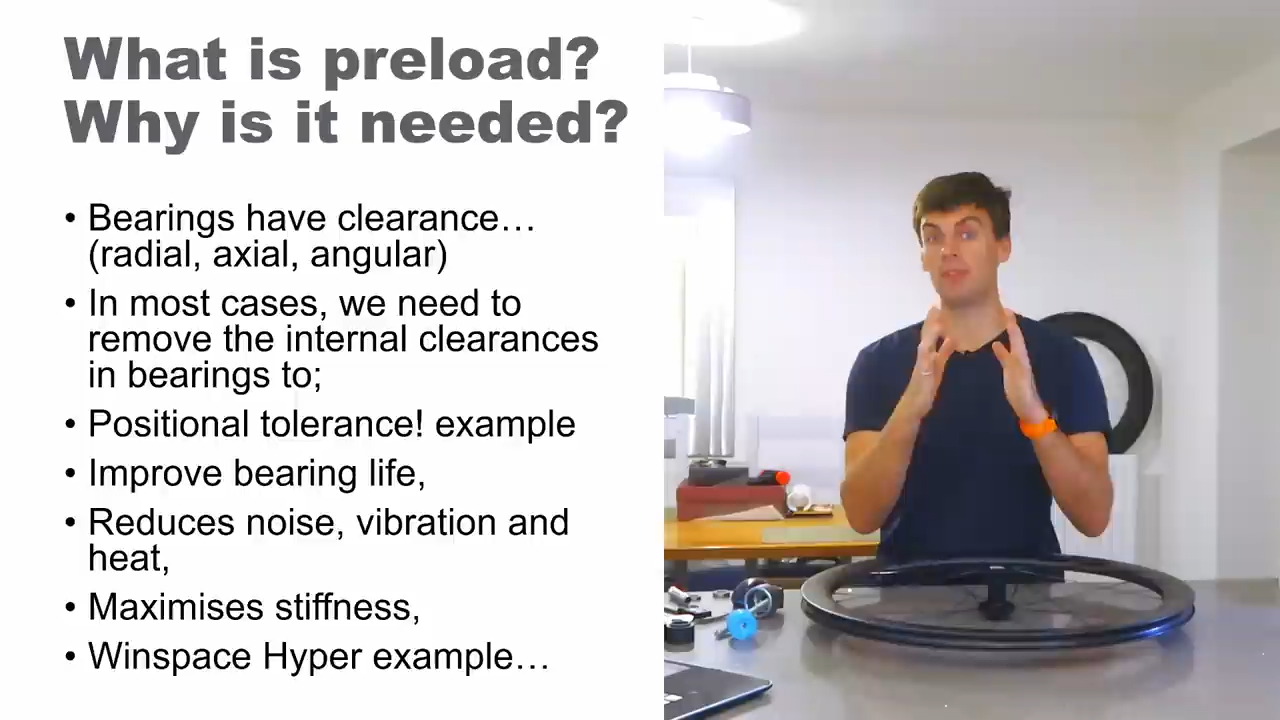 What is preload?
Why is it needed?
• Bearings have clearance…
(radial, axial, angular)
• In most cases, we need to
remove the internal clearances
in bearings to;
• Positional tolerance! example
• Improve bearing life,
• Reduces noise, vibration and
heat,
• Maximises stiffness,
• Winspace Hyper example…